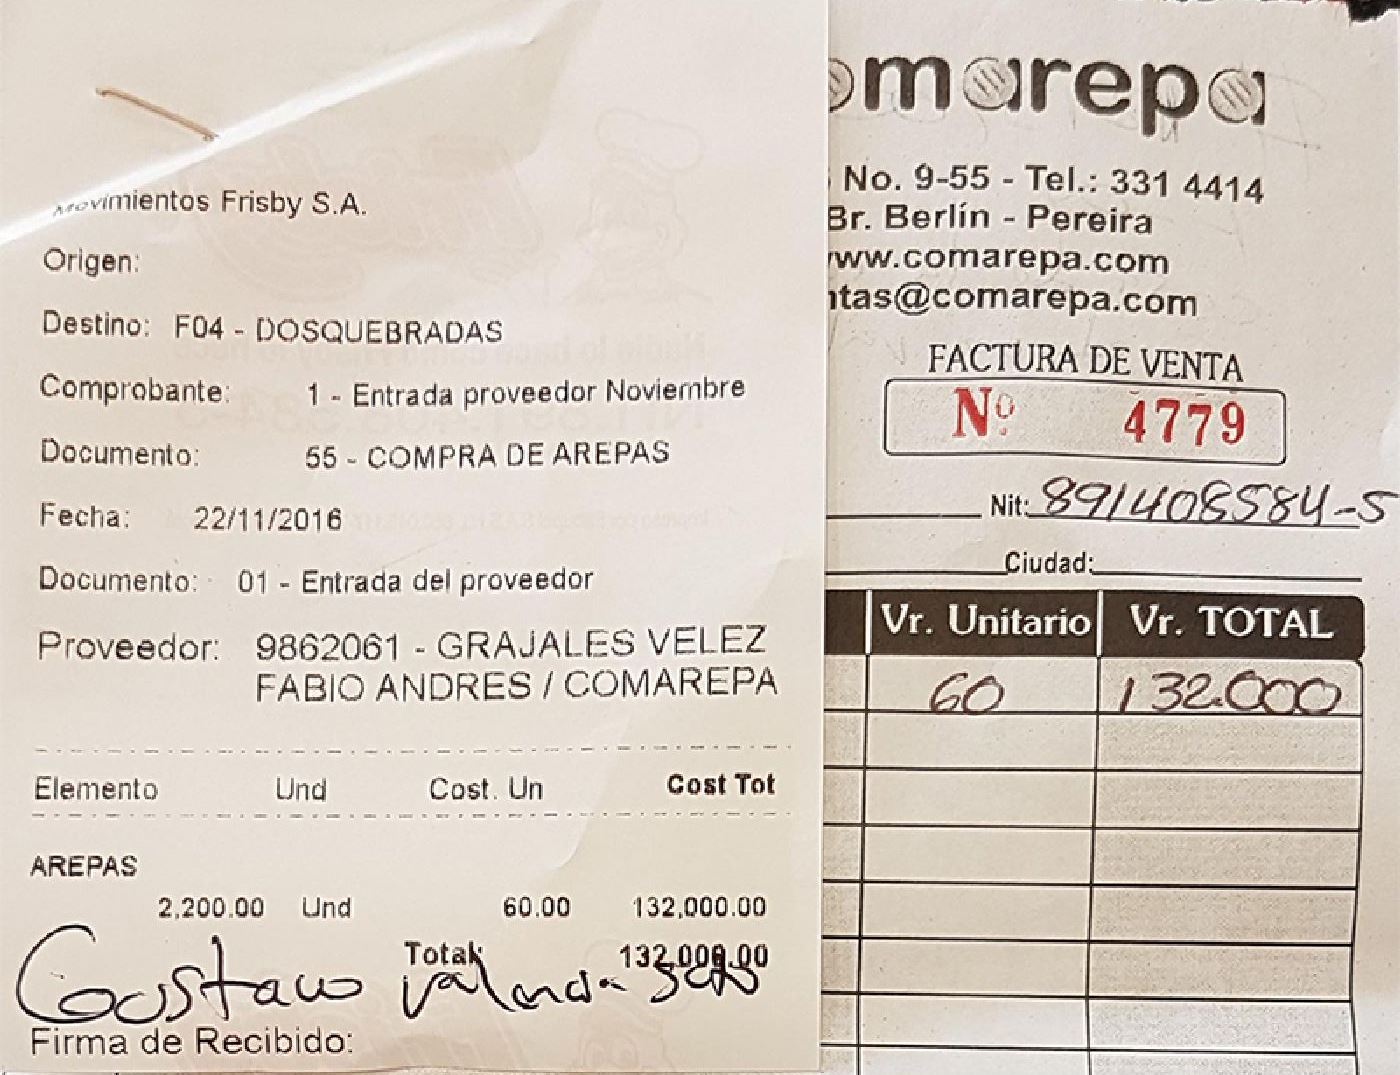 Movimientos Frisby S.A.
Origen:
Destino: F04 - DOSQUEBRADAS
Comprobante: 1 - Entrada proveedor Noviembre
Documento: 55 - COMPRA DE AREPAS
Fecha: 22/11/2016
Documento: 01 - Entrada del proveedor
Proveedor: 9862061 - GRAJALES VELEZ
FABIO ANDRES / COMAREPA
Elemento Und Cost. Un Cost Tot
AREPAS
2,200.00 Und 60.00 132,000.00
Total: 132,000.00
Gustavo
Firma de Recibido:
omarepa
No. 9-55 - Tel.: 331 4414
Br. Berlín - Pereira
www.comarepa.com
ntas@comarepa.com
FACTURA DE VENTA
Nº 4779
Nit: 891408584-5
Ciudad:
Vr. Unitario Vr. TOTAL
60 132.000